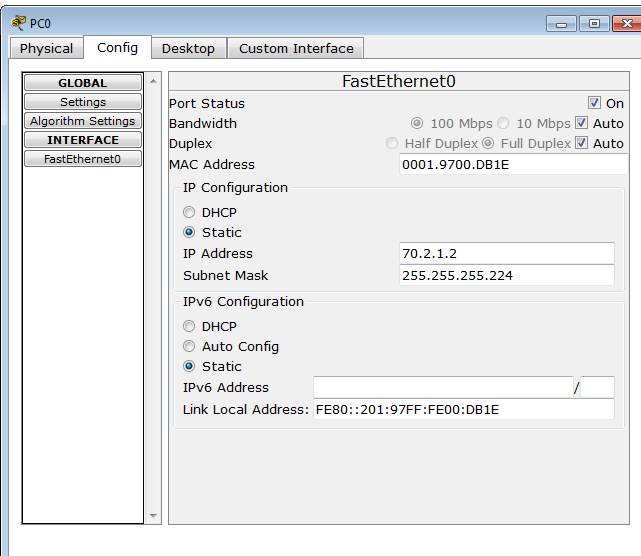 PC0
Physical Config Desktop Custom Interface
GLOBAL
Settings
Algorithm Settings
INTERFACE
FastEthernet0
FastEthernet0
Port Status On
Bandwidth 100 Mbps 10 Mbps Auto
Duplex Half Duplex Full Duplex Auto
MAC Address 0001.9700.DB1E
IP Configuration
DHCP
Static
IP Address 70.2.1.2
Subnet Mask 255.255.255.224
IPv6 Configuration
DHCP
Auto Config
Static
IPv6 Address /
Link Local Address: FE80::201:97FF:FE00:DB1E